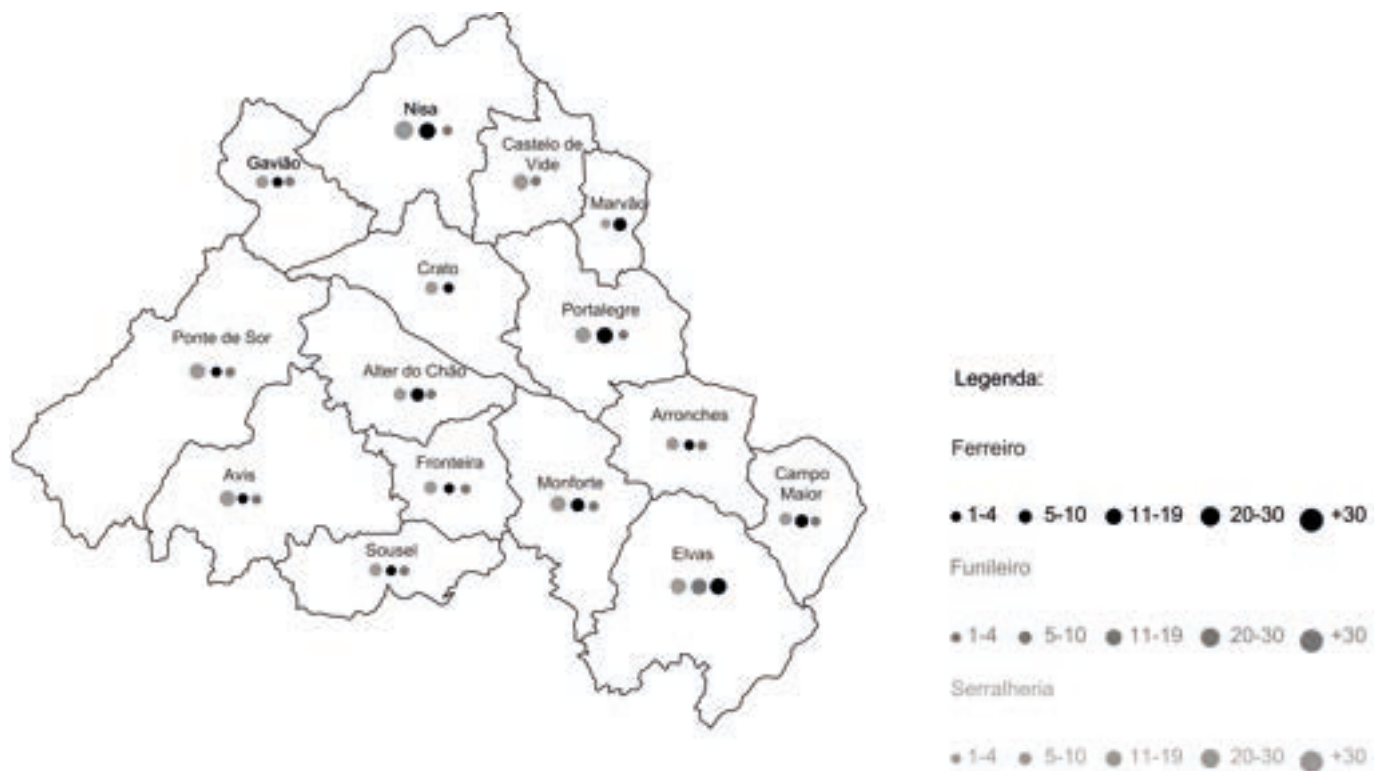 Nisa
Castelo de
Vide
Gavião
Marvão
Crato
Portalegre
Ponte de Sor
Alter do Chão
Arronches
Fronteira
Avis
Monforte
Campo
Maior
Sousel
Elvas
Legenda:
Ferreiro
1-4 5-10 11-19 20-30 +30
Funileiro
1-4 5-10 11-19 20-30 +30
Serralheria
1-4 5-10 11-19 20-30 +30